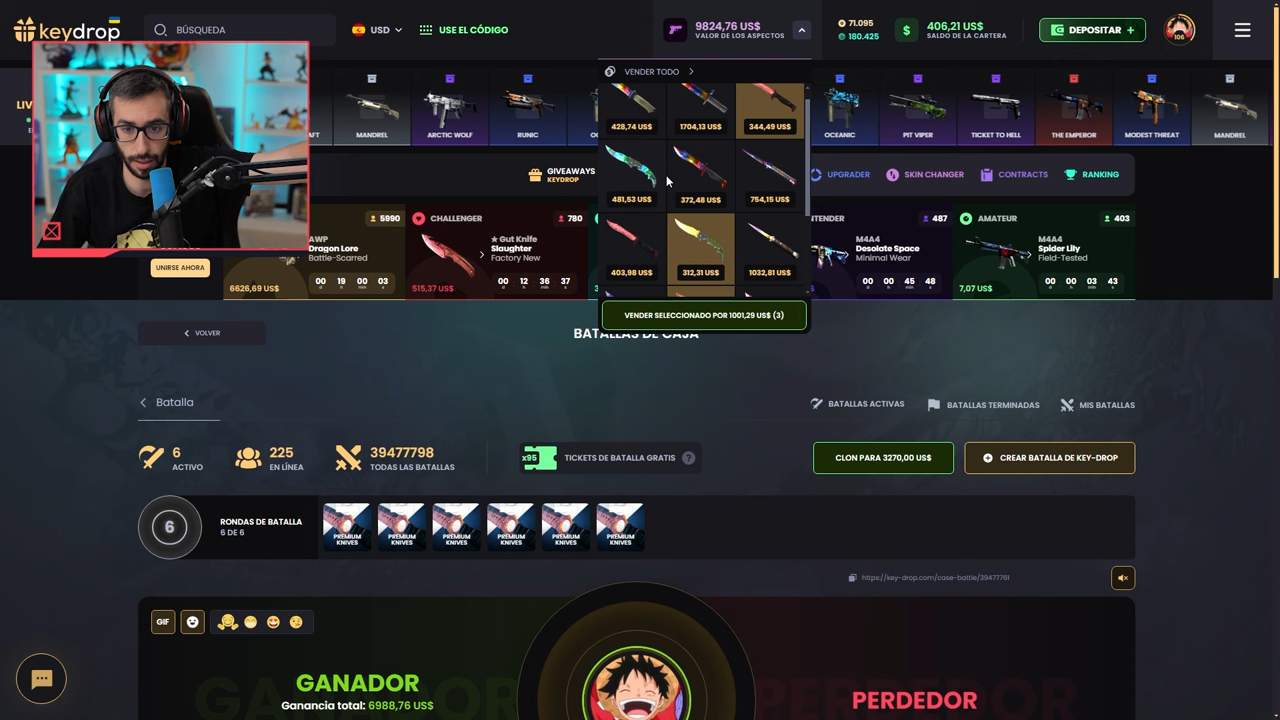 keydrop
BÚSQUEDA
USD
USE EL CÓDIGO
9824,76 US$
VALOR DE LOS ASPECTOS
71.095
180.425
$
406,21 US$
SALDO DE LA CARTERA
DEPOSITAR +
106
VENDER TODO
428,74 US$
1704,13 US$
344,49 US$
481,53 US$
372,48 US$
754,15 US$
403,98 US$
312,31 US$
1032,81 US$
VENDER SELECCIONADO POR 1001,29 US$ (3)
MANDREL
ARCTIC WOLF
RUNIC
OCEANIC
PIT VIPER
TICKET TO HELL
THE EMPEROR
MODEST THREAT
MANDREL
GIVEAWAYS
KEYDROP
UPGRADER
SKIN CHANGER
CONTRACTS
RANKING
UNIRSE AHORA
5990
AWP
Dragon Lore
Battle-Scarred
00 19 00 03
6626,69 US$
CHALLENGER
780
★ Gut Knife
Slaughter
Factory New
00 12 36 37
515,37 US$
487
M4A4
Desolate Space
Minimal Wear
00 00 45 48
AMATEUR
403
M4A4
Spider Lily
Field-Tested
00 00 03 43
7,07 US$
VOLVER
BATALLAS DE CAJA
Batalla
BATALLAS ACTIVAS
BATALLAS TERMINADAS
MIS BATALLAS
6
ACTIVO
225
EN LÍNEA
39477798
TODAS LAS BATALLAS
x95
TICKETS DE BATALLA GRATIS
?
CLON PARA 3270,00 US$
CREAR BATALLA DE KEY-DROP
6
RONDAS DE BATALLA
6 DE 6
PREMIUM KNIVES
PREMIUM KNIVES
PREMIUM KNIVES
PREMIUM KNIVES
PREMIUM KNIVES
PREMIUM KNIVES
https://key-drop.com/case-battle/39477761
GIF
GANADOR
Ganancia total: 6988,76 US$
PERDEDOR